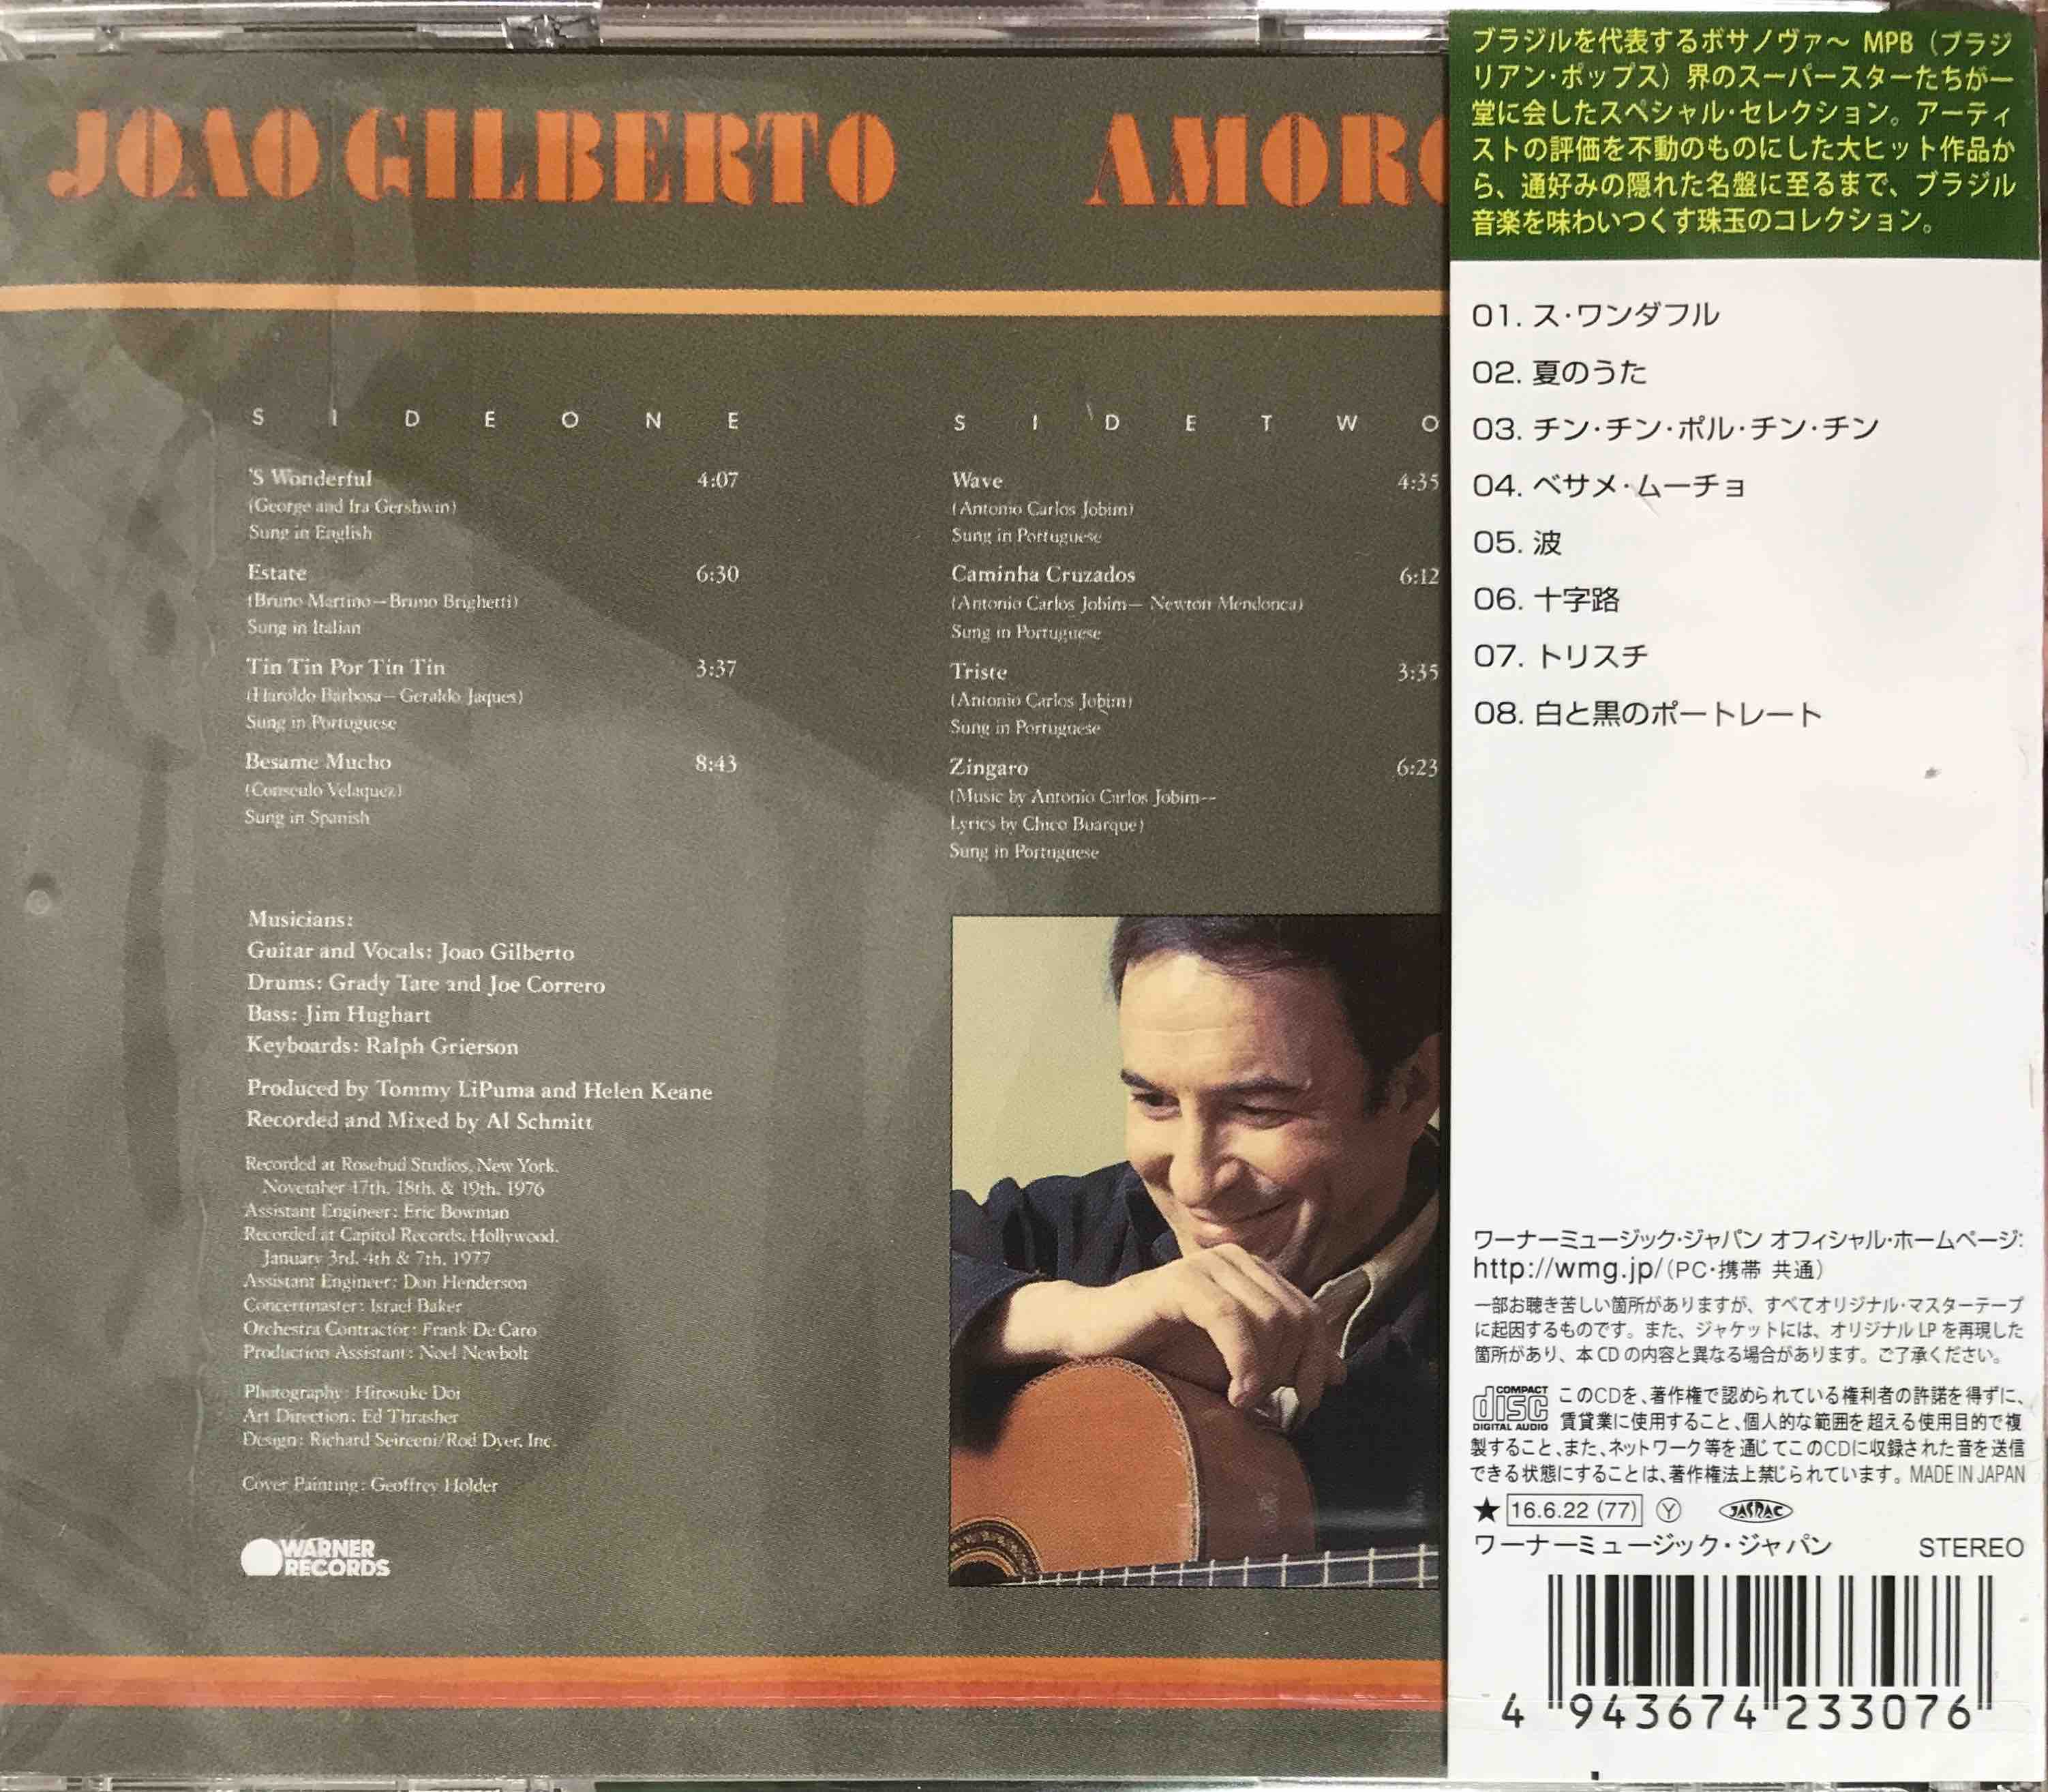 JOAO GILBERTO AMORO
SIDE ONE
'S Wonderful 4:07
(George and Ira Gershwin)
Sung in English
Estate 6:30
(Bruno Martino—Bruno Brighetti)
Sung in Italian
Tin Tin Por Tin Tin 3:37
(Haroldo Barbosa—Geraldo Jaques)
Sung in Portuguese
Besame Mucho 8:43
(Conseulo Velaquez)
Sung in Spanish
SIDE TWO
Wave 4:35
(Antonio Carlos Jobim)
Sung in Portuguese
Caminha Cruzados 6:12
(Antonio Carlos Jobim— Newton Mendonca)
Sung in Portuguese
Triste 3:35
(Antonio Carlos Jobim)
Sung in Portuguese
Zingaro 6:23
(Music by Antonio Carlos Jobim--
Lyrics by Chico Buarque)
Sung in Portuguese
Musicians:
Guitar and Vocals: Joao Gilberto
Drums: Grady Tate and Joe Correro
Bass: Jim Hughart
Keyboards: Ralph Grierson
Produced by Tommy LiPuma and Helen Keane
Recorded and Mixed by Al Schmitt
Recorded at Rosebud Studios, New York.
November 17th, 18th, & 19th, 1976
Assistant Engineer: Eric Bowman
Recorded at Capitol Records, Hollywood.
January 3rd, 4th & 7th, 1977
Assistant Engineer: Don Henderson
Concertmaster: Israel Baker
Orchestra Contractor: Frank De Caro
Production Assistant: Noel Newbolt
Photography: Hirosuke Doi
Art Direction: Ed Thrasher
Design: Richard Seireeni/Rod Dyer, Inc.
Cover Painting: Geoffrey Holder
WARNER
RECORDS
ブラジルを代表するボサノヴァ〜 MPB（ブラジ
リアン・ポップス）界のスーパースターたちが一
堂に会したスペシャル・セレクション。アーティ
ストの評価を不動のものにした大ヒット作品か
ら、通好みの隠れた名盤に至るまで、ブラジル
音楽を味わいつくす珠玉のコレクション。
01. ス・ワンダフル
02. 夏のうた
03. チン・チン・ポル・チン・チン
04. ベサメ・ムーチョ
05. 波
06. 十字路
07. トリスチ
08. 白と黒のポートレート
ワーナーミュージック・ジャパン オフィシャル・ホームページ:
http://wmg.jp/（PC・携帯 共通）
一部お聴き苦しい箇所がありますが、すべてオリジナル・マスターテープ
に起因するものです。また、ジャケットには、オリジナル LP を再現した
箇所があり、本 CD の内容と異なる場合があります。ご了承ください。
COMPACT
disc
DIGITAL AUDIO
このCDを、著作権で認められている権利者の許諾を得ずに、
賃貸業に使用すること、個人的な範囲を超える使用目的で複
製すること、また、ネットワーク等を通じてこのCDに収録された音を送信
できる状態にすることは、著作権法上禁じられています。MADE IN JAPAN
★ 16.6.22 (77) Ⓨ JASRAC
ワーナーミュージック・ジャパン STEREO
4 943674 233076